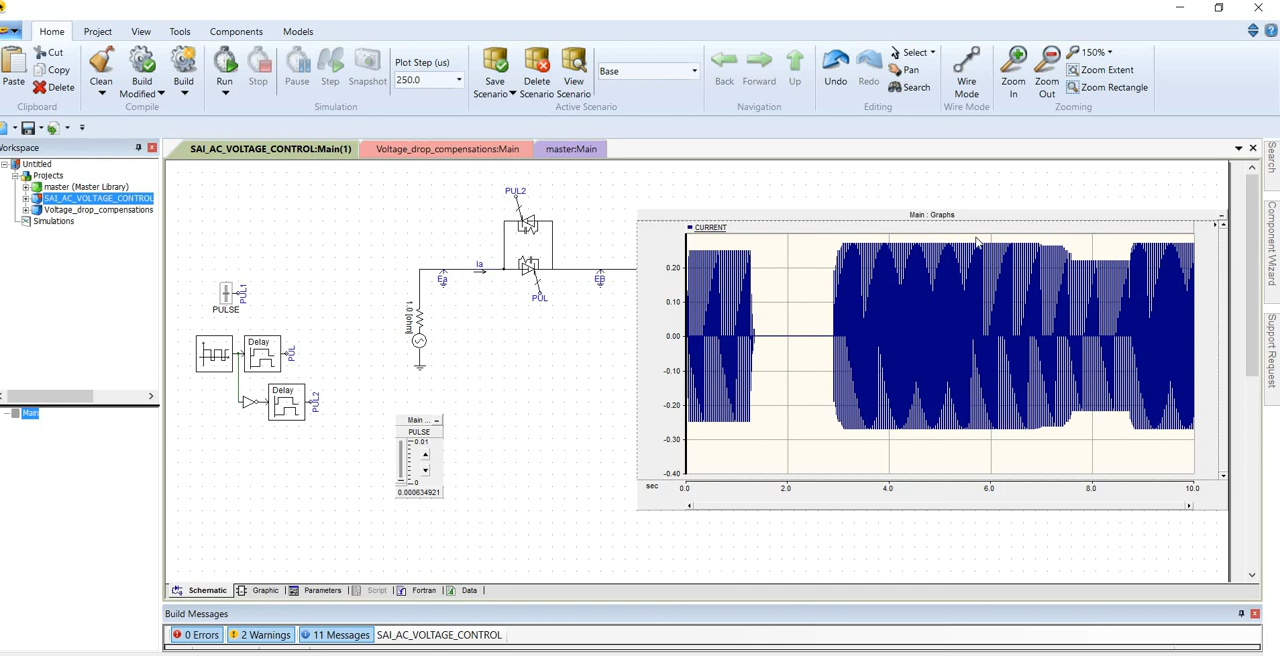 Home Project View Tools Components Models
Paste
Cut
Copy
Delete
Clipboard
Clean
Build Modified
Build
Compile
Run
Stop
Pause
Step
Snapshot
Plot Step (us)
250.0
Simulation
Save Scenario
Delete Scenario
View Scenario
Base
Active Scenario
Back
Forward
Up
Navigation
Undo
Redo
Select
Pan
Search
Editing
Wire Mode
Wire Mode
Zoom In
Zoom Out
150%
Zoom Extent
Zoom Rectangle
Zooming
orkspace
Untitled
Projects
master (Master Library)
SAI_AC_VOLTAGE_CONTROL
Voltage_drop_compensations
Simulations
Main
SAI_AC_VOLTAGE_CONTROL:Main(1)
Voltage_drop_compensations:Main
master:Main
PUL2
Ia
Ea
PUL
EB
1.0 [ohm]
PUL1
PULSE
Delay
PUL
Delay
PUL2
Main ...
PULSE
0.01
0
0.000634921
Main : Graphs
CURRENT
0.20
0.10
0.00
-0.10
-0.20
-0.30
-0.40
sec 0.0 2.0 4.0 6.0 8.0 10.0
Schematic Graphic Parameters Script Fortran Data
Build Messages
0 Errors 2 Warnings 11 Messages SAI_AC_VOLTAGE_CONTROL
Search
Component Wizard
Support Request